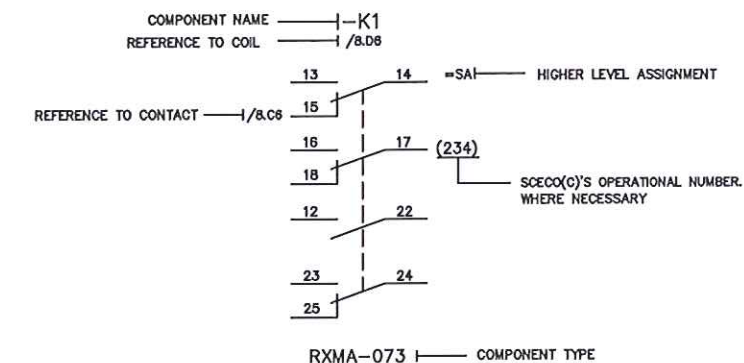 COMPONENT NAME -K1
REFERENCE TO COIL /8.D6
13 14 =SA HIGHER LEVEL ASSIGNMENT
REFERENCE TO CONTACT /8.C6 15
16 17 (234)
18
SCECO(C)'S OPERATIONAL NUMBER.
WHERE NECESSARY
12 22
23 24
25
RXMA-073 COMPONENT TYPE